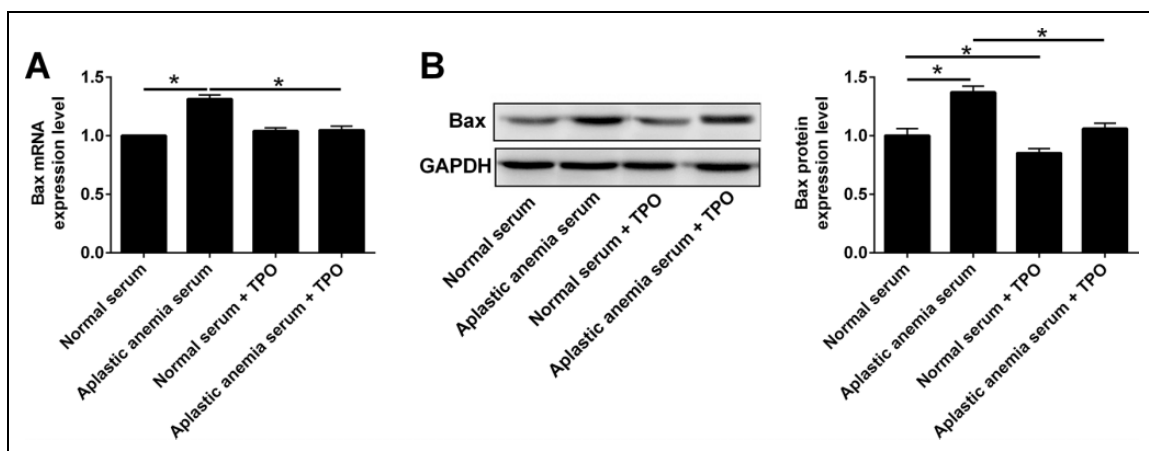 A
Bax mRNA
expression level
1.5
1.0
0.5
0.0
*
*
Normal serum
Aplastic anemia serum
Normal serum + TPO
Aplastic anemia serum + TPO
B
Bax
GAPDH
Normal serum
Aplastic anemia serum
Normal serum + TPO
Aplastic anemia serum + TPO
Bax protein
expression level
1.5
1.0
0.5
0.0
*
*
*
Normal serum
Aplastic anemia serum
Normal serum + TPO
Aplastic anemia serum + TPO